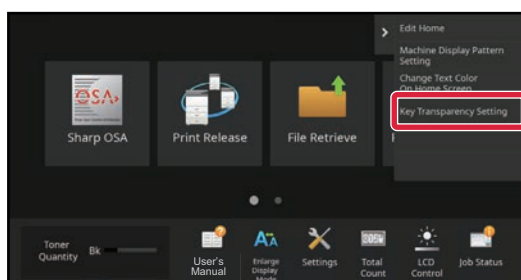 Edit Home
Machine Display Pattern
Setting
Change Text Color
On Home Screen
Key Transparency Setting
OSA
Sharp OSA
Print Release
File Retrieve
Toner
Quantity
Bk
User's
Manual
Enlarge
Display
Mode
Settings
Total
Count
LCD
Control
Job Status